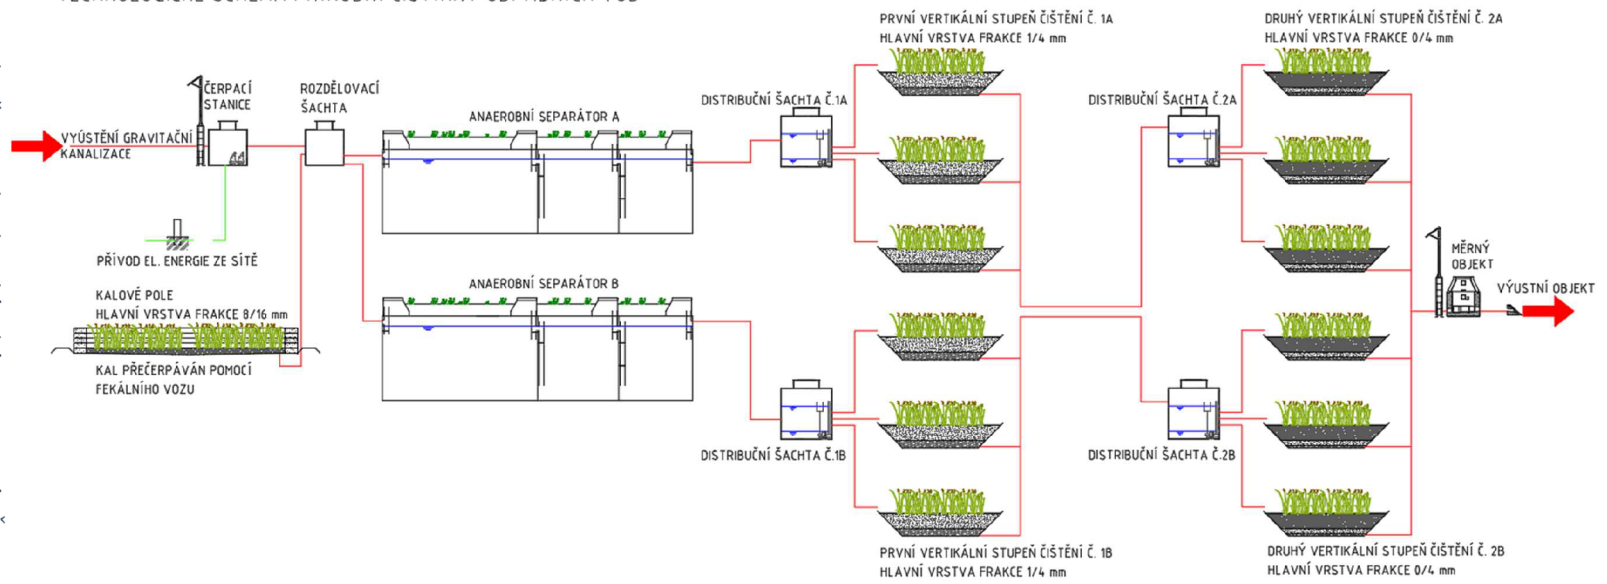 ČERPACÍ
STANICE
ROZDĚLOVACÍ
ŠACHTA
VYÚSTĚNÍ GRAVITAČNÍ
KANALIZACE
PŘÍVOD EL. ENERGIE ZE SÍTĚ
KALOVÉ POLE
HLAVNÍ VRSTVA FRAKCE 8/16 mm
KAL PŘEČERPÁVÁN POMOCÍ
FEKÁLNÍHO VOZU
ANAEROBNÍ SEPARÁTOR A
ANAEROBNÍ SEPARÁTOR B
DISTRIBUČNÍ ŠACHTA Č.1A
DISTRIBUČNÍ ŠACHTA Č.1B
PRVNÍ VERTIKÁLNÍ STUPEŇ ČIŠTĚNÍ Č. 1A
HLAVNÍ VRSTVA FRAKCE 1/4 mm
PRVNÍ VERTIKÁLNÍ STUPEŇ ČIŠTĚNÍ Č. 1B
HLAVNÍ VRSTVA FRAKCE 1/4 mm
DISTRIBUČNÍ ŠACHTA Č.2A
DISTRIBUČNÍ ŠACHTA Č.2B
DRUHÝ VERTIKÁLNÍ STUPEŇ ČIŠTĚNÍ Č. 2A
HLAVNÍ VRSTVA FRAKCE 0/4 mm
DRUHÝ VERTIKÁLNÍ STUPEŇ ČIŠTĚNÍ Č. 2B
HLAVNÍ VRSTVA FRAKCE 0/4 mm
MĚRNÝ
OBJEKT
VÝUSTNÍ OBJEKT